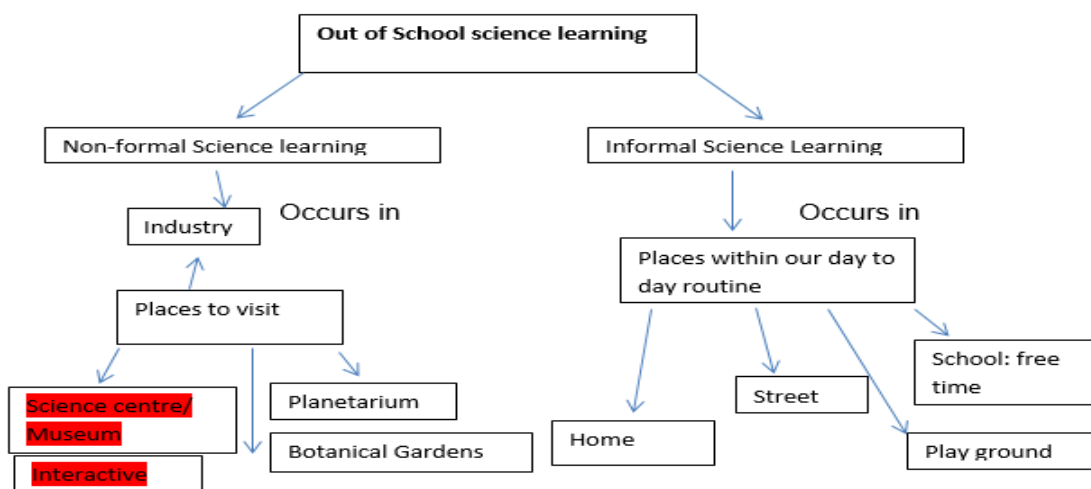 Out of School science learning
Non-formal Science learning
Informal Science Learning
Occurs in
Industry
Occurs in
Places within our day to
day routine
Places to visit
School: free
time
Science centre/
Museum
Planetarium
Street
Home
Botanical Gardens
Play ground
Interactive